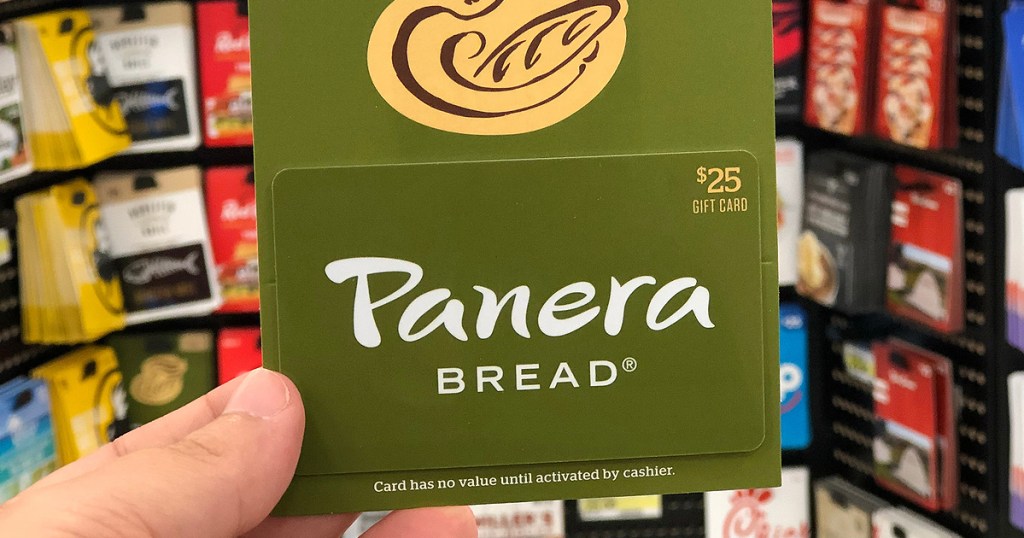 $25
GIFT CARD
Panera
BREAD®
Card has no value until activated by cashier.